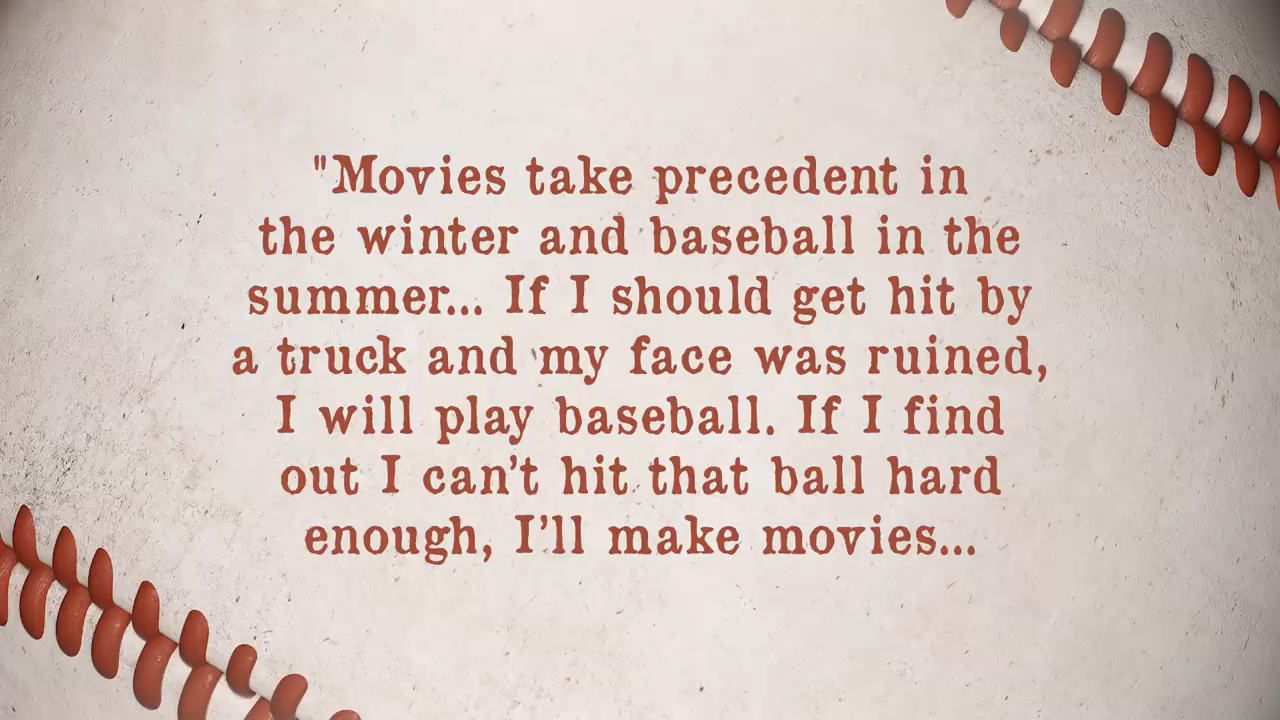 "Movies take precedent in
the winter and baseball in the
summer... If I should get hit by
a truck and my face was ruined,
I will play baseball. If I find
out I can't hit that ball hard
enough, I'll make movies...